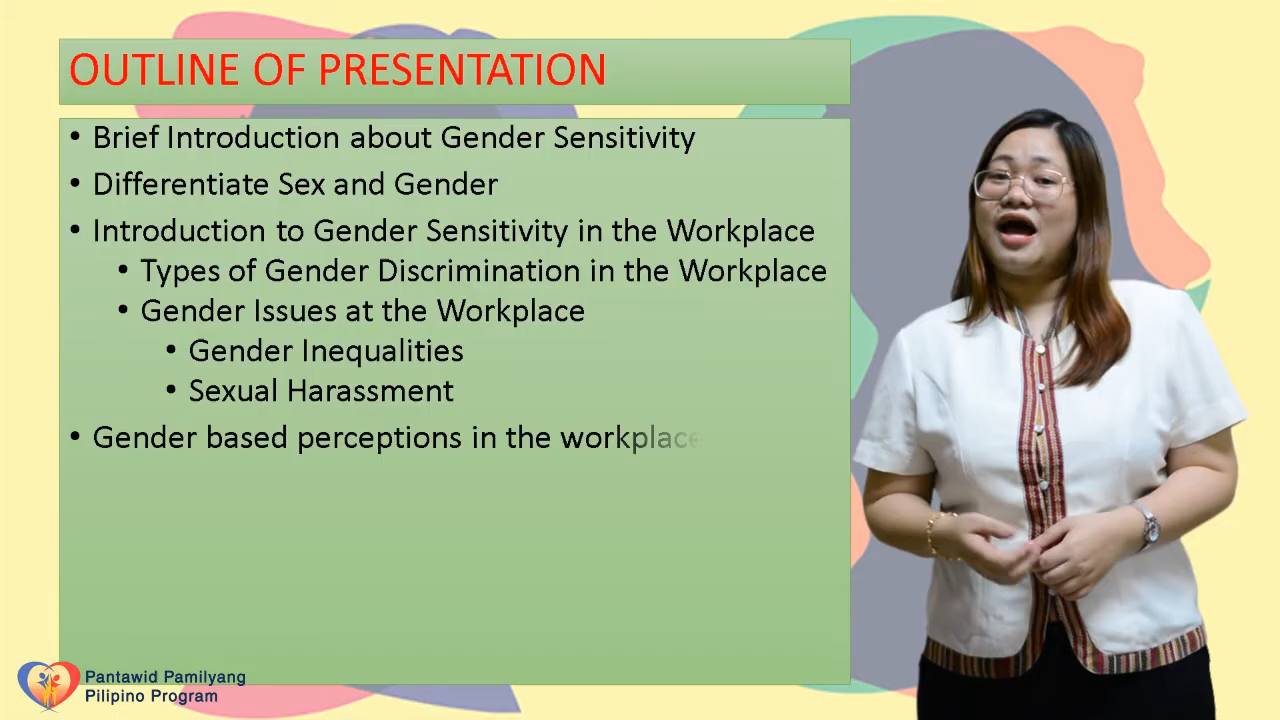 OUTLINE OF PRESENTATION
• Brief Introduction about Gender Sensitivity
• Differentiate Sex and Gender
• Introduction to Gender Sensitivity in the Workplace
• Types of Gender Discrimination in the Workplace
• Gender Issues at the Workplace
• Gender Inequalities
• Sexual Harassment
• Gender based perceptions in the workplace
Pantawid Pamilyang
Pilipino Program